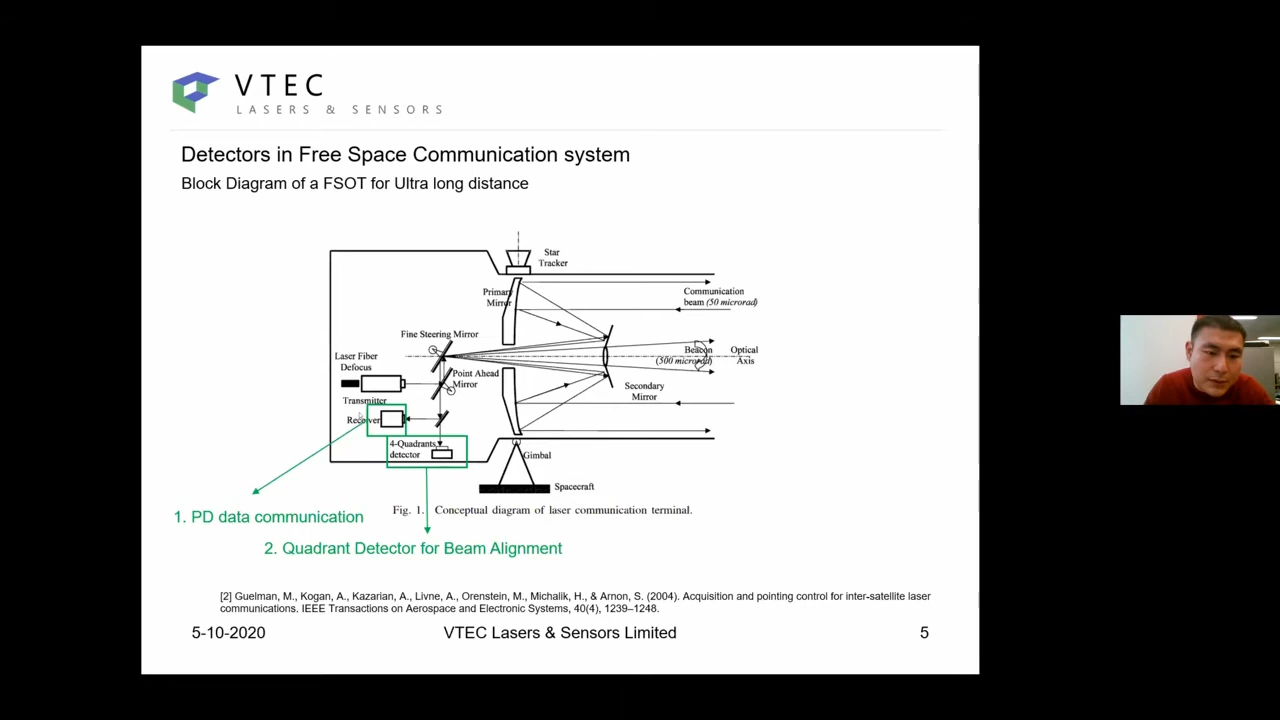 VTEC
LASERS & SENSORS
Detectors in Free Space Communication system
Block Diagram of a FSOT for Ultra long distance
Star
Tracker
Primary
Mirror
Communication
beam (50 microrad)
Fine Steering Mirror
Laser Fiber
Defocus
Beacon
(500 microrad)
Optical
Axis
Point Ahead
Mirror
Secondary
Mirror
Transmitter
Receiver
4-Quadrants
detector
Gimbal
Spacecraft
Fig. 1. Conceptual diagram of laser communication terminal.
1. PD data communication
2. Quadrant Detector for Beam Alignment
[2] Guelman, M., Kogan, A., Kazarian, A., Livne, A., Orenstein, M., Michalik, H., & Arnon, S. (2004). Acquisition and pointing control for inter-satellite laser
communications. IEEE Transactions on Aerospace and Electronic Systems, 40(4), 1239–1248.
5-10-2020
VTEC Lasers & Sensors Limited
5